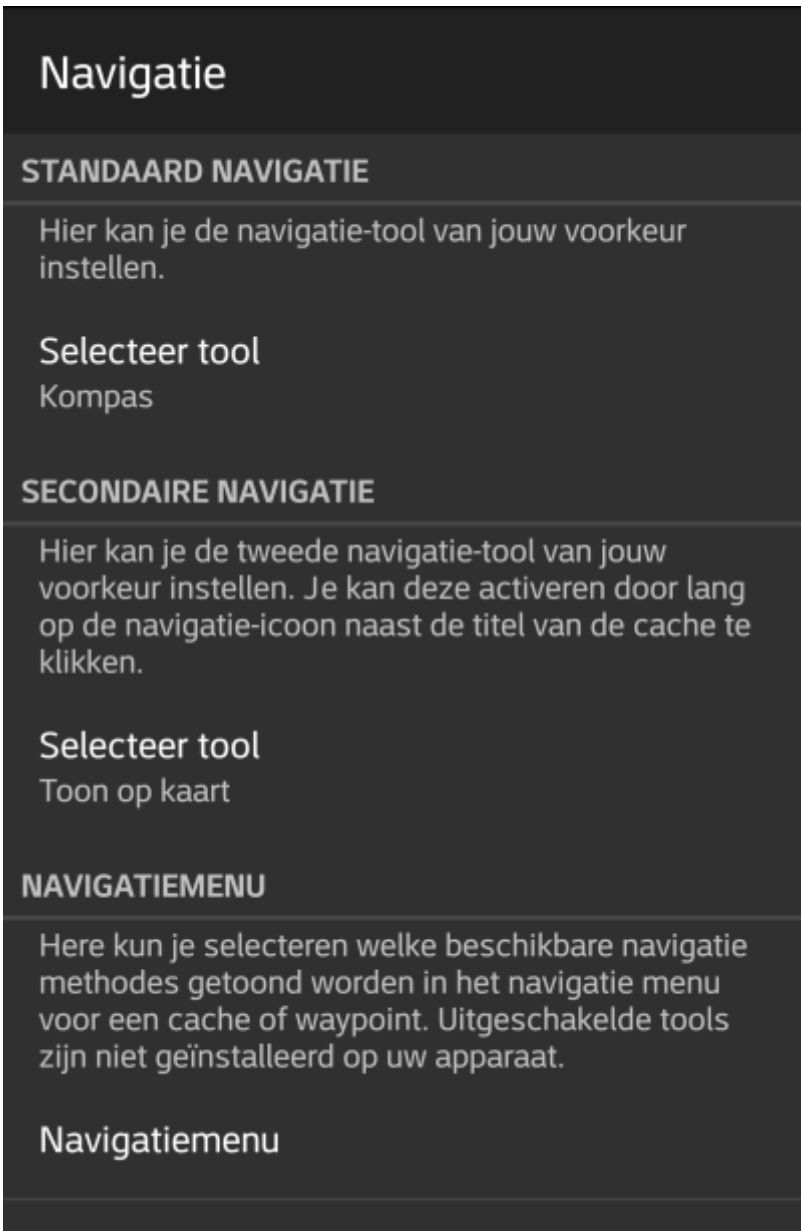 Navigatie
STANDAARD NAVIGATIE
Hier kan je de navigatie-tool van jouw voorkeur
instellen.
Selecteer tool
Kompas
SECONDAIRE NAVIGATIE
Hier kan je de tweede navigatie-tool van jouw
voorkeur instellen. Je kan deze activeren door lang
op de navigatie-icoon naast de titel van de cache te
klikken.
Selecteer tool
Toon op kaart
NAVIGATIEMENU
Here kun je selecteren welke beschikbare navigatie
methodes getoond worden in het navigatie menu
voor een cache of waypoint. Uitgeschakelde tools
zijn niet geïnstalleerd op uw apparaat.
Navigatiemenu